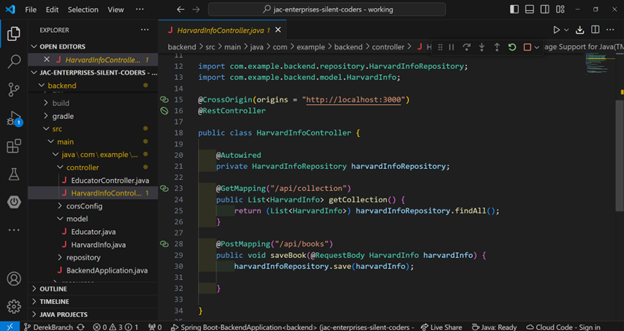 File Edit Selection View ... jac-enterprises-silent-coders - working
EXPLORER ...
OPEN EDITORS
HarvardInfoControlle... 1
JAC-ENTERPRISES-SILENT-CODERS - ...
backend
build
gradle
src
main
java\com\example\...
controller
EducatorController.java
HarvardInfoControl... 1
corsConfig
model
Educator.java
HarvardInfo.java
repository
BackendApplication.java
OUTLINE
TIMELINE
JAVA PROJECTS
HarvardInfoController.java 1
backend > src > main > java > com > example > backend > controller > H
age Support for Java(TM
11
12 import com.example.backend.repository.HarvardInfoRepository;
13 import com.example.backend.model.HarvardInfo;
14
15 @CrossOrigin(origins = "http://localhost:3000")
16 @RestController
17
18 public class HarvardInfoController {
19
20 @Autowired
21 private HarvardInfoRepository harvardInfoRepository;
22
23 @GetMapping("/api/collection")
24 public List<HarvardInfo> getCollection() {
25 return (List<HarvardInfo>) harvardInfoRepository.findAll();
26 }
27
28 @PostMapping("/api/books")
29 public void saveBook(@RequestBody HarvardInfo harvardInfo) {
30 harvardInfoRepository.save(harvardInfo);
31
32 }
33
34 }
1
DerekBranch 0 3 1 0 Spring Boot-BackendApplication<backend> (jac-enterprises-silent-coders - Live Share Java: Ready Cloud Code - Sign in